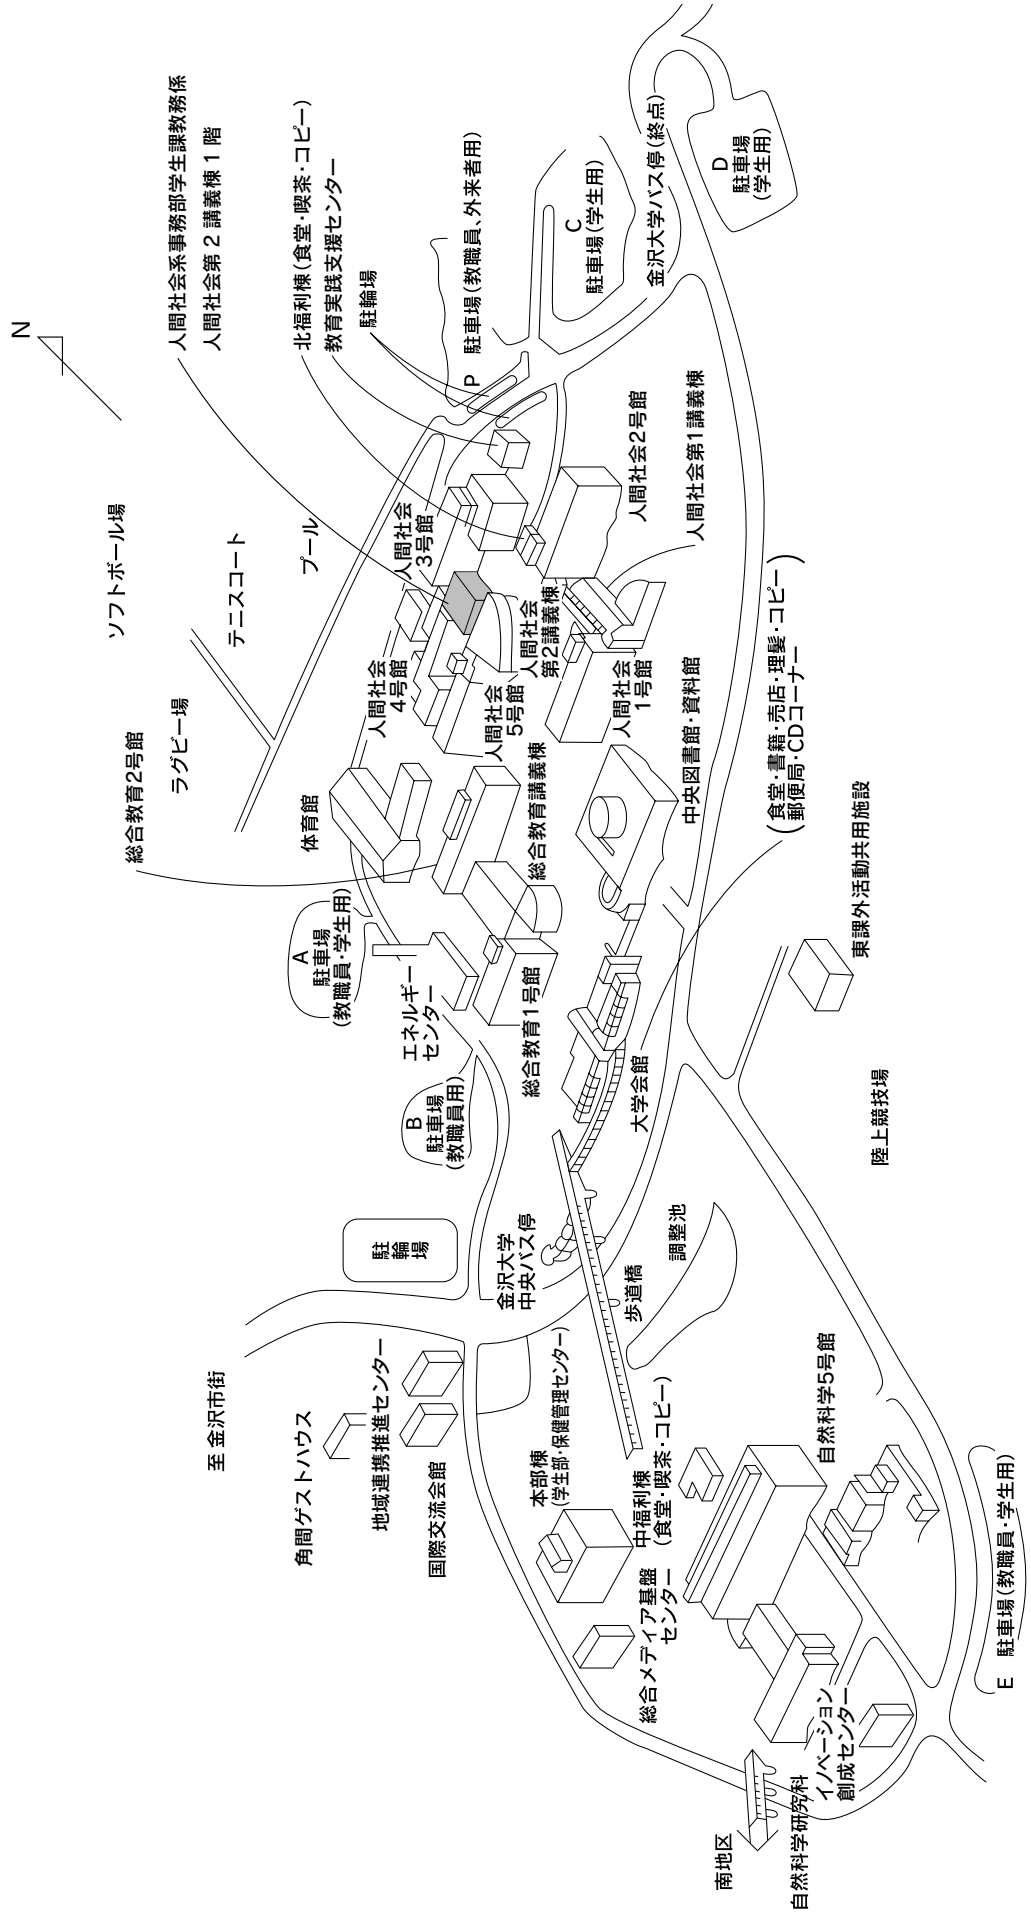 N
人間社会系事務部学生課教務係
人間社会第2講義棟1階
北福利棟(食堂・喫茶・コピー)
教育実践支援センター
駐輪場
P 駐車場(教職員、外来者用)
C
駐車場(学生用)
金沢大学バス停(終点)
D
駐車場
(学生用)
ソフトボール場
テニスコート
プール
ラグビー場
人間社会
3号館
人間社会
4号館
人間社会
5号館
人間社会
第2講義棟
人間社会2号館
人間社会第1講義棟
人間社会
1号館
総合教育2号館
体育館
総合教育講義棟
中央図書館・資料館
(食堂・書籍・売店・理髪・コピー
郵便局・CDコーナー)
東課外活動共用施設
A
駐車場
(教職員・学生用)
エネルギー
センター
総合教育1号館
大学会館
B
駐車場
(教職員用)
陸上競技場
駐
輪
場
金沢大学
中央バス停
調整池
歩道橋
至金沢市街
角間ゲストハウス
地域連携推進センター
国際交流会館
本部棟
(学生部・保健管理センター)
中福利棟
(食堂・喫茶・コピー)
自然科学5号館
総合メディア基盤
センター
E 駐車場(教職員・学生用)
イノベーション
創成センター
自然科学研究科
南地区